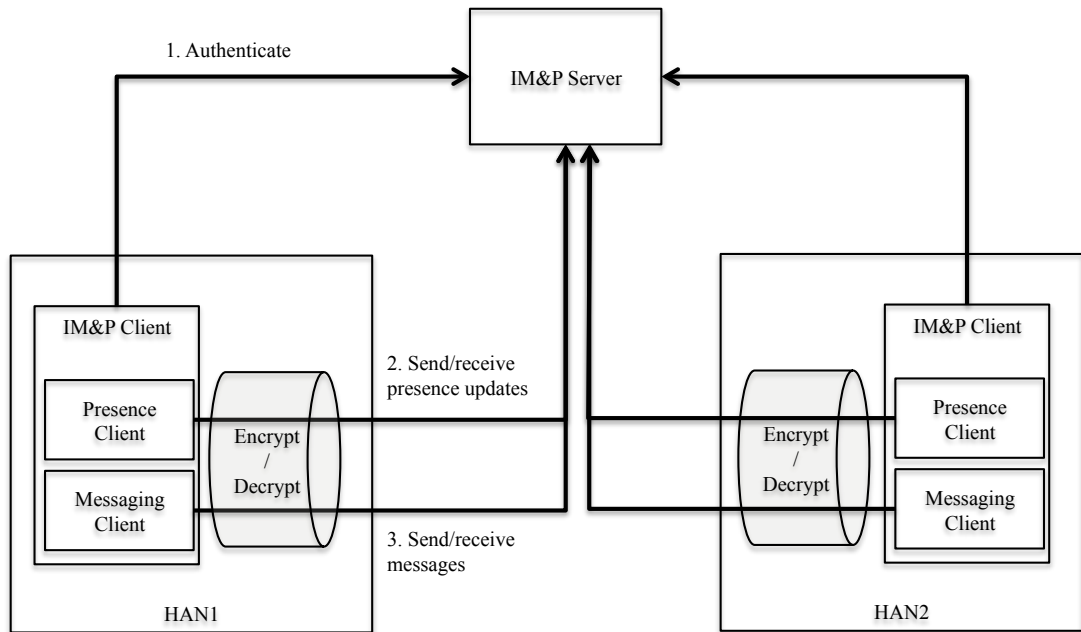 1. Authenticate
IM&P Server
IM&P Client
Presence
Client
Messaging
Client
Encrypt
/
Decrypt
2. Send/receive
presence updates
3. Send/receive
messages
HAN1
IM&P Client
Presence
Client
Messaging
Client
Encrypt
/
Decrypt
HAN2